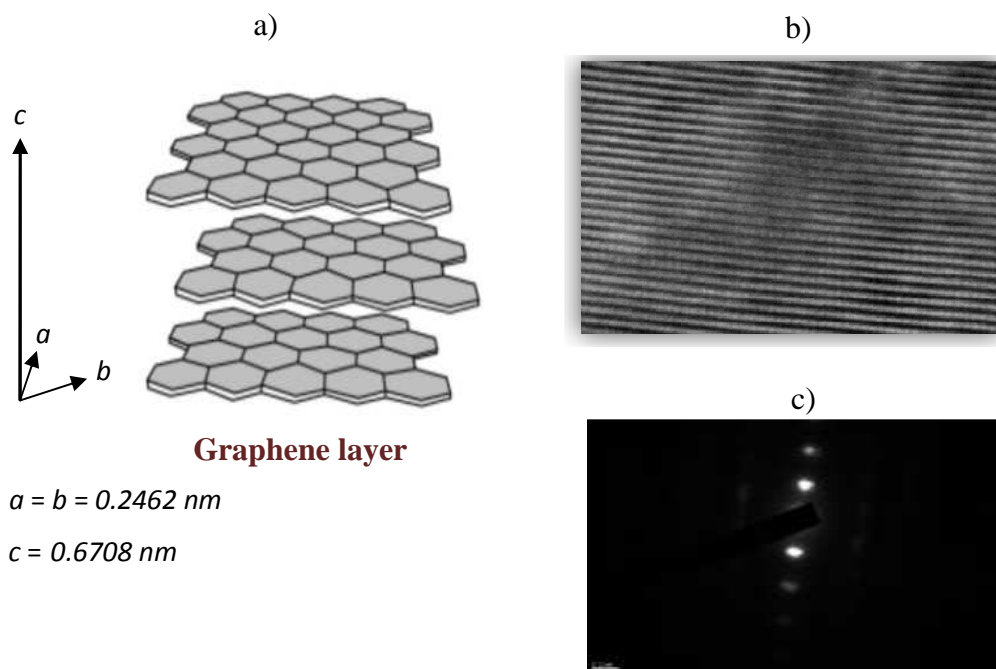 a)
b)
c
a
b
c)
Graphene layer
a = b = 0.2462 nm
c = 0.6708 nm